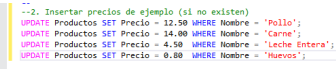 --
--2. Insertar precios de ejemplo (si no existen)
UPDATE Productos SET Precio = 12.50 WHERE Nombre = 'Pollo';
UPDATE Productos SET Precio = 14.00 WHERE Nombre = 'Carne';
UPDATE Productos SET Precio = 4.50 WHERE Nombre = 'Leche Entera';
UPDATE Productos SET Precio = 0.80 WHERE Nombre = 'Huevos';